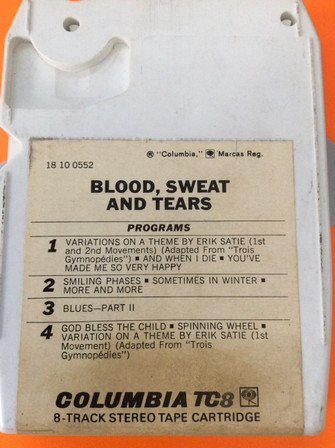 ® "Columbia," Marcas Reg.
18 10 0552
BLOOD, SWEAT
AND TEARS
PROGRAMS
1 VARIATIONS ON A THEME BY ERIK SATIE (1st
and 2nd Movements) (Adapted From "Trois
Gymnopédies") ■ AND WHEN I DIE ■ YOU'VE
MADE ME SO VERY HAPPY
2 SMILING PHASES ■ SOMETIMES IN WINTER ■
MORE AND MORE
3 BLUES—PART II
4 GOD BLESS THE CHILD ■ SPINNING WHEEL ■
VARIATION ON A THEME BY ERIK SATIE (1st
Movement) (Adapted From "Trois
Gymnopédies")
COLUMBIA TC8
8-TRACK STEREO TAPE CARTRIDGE